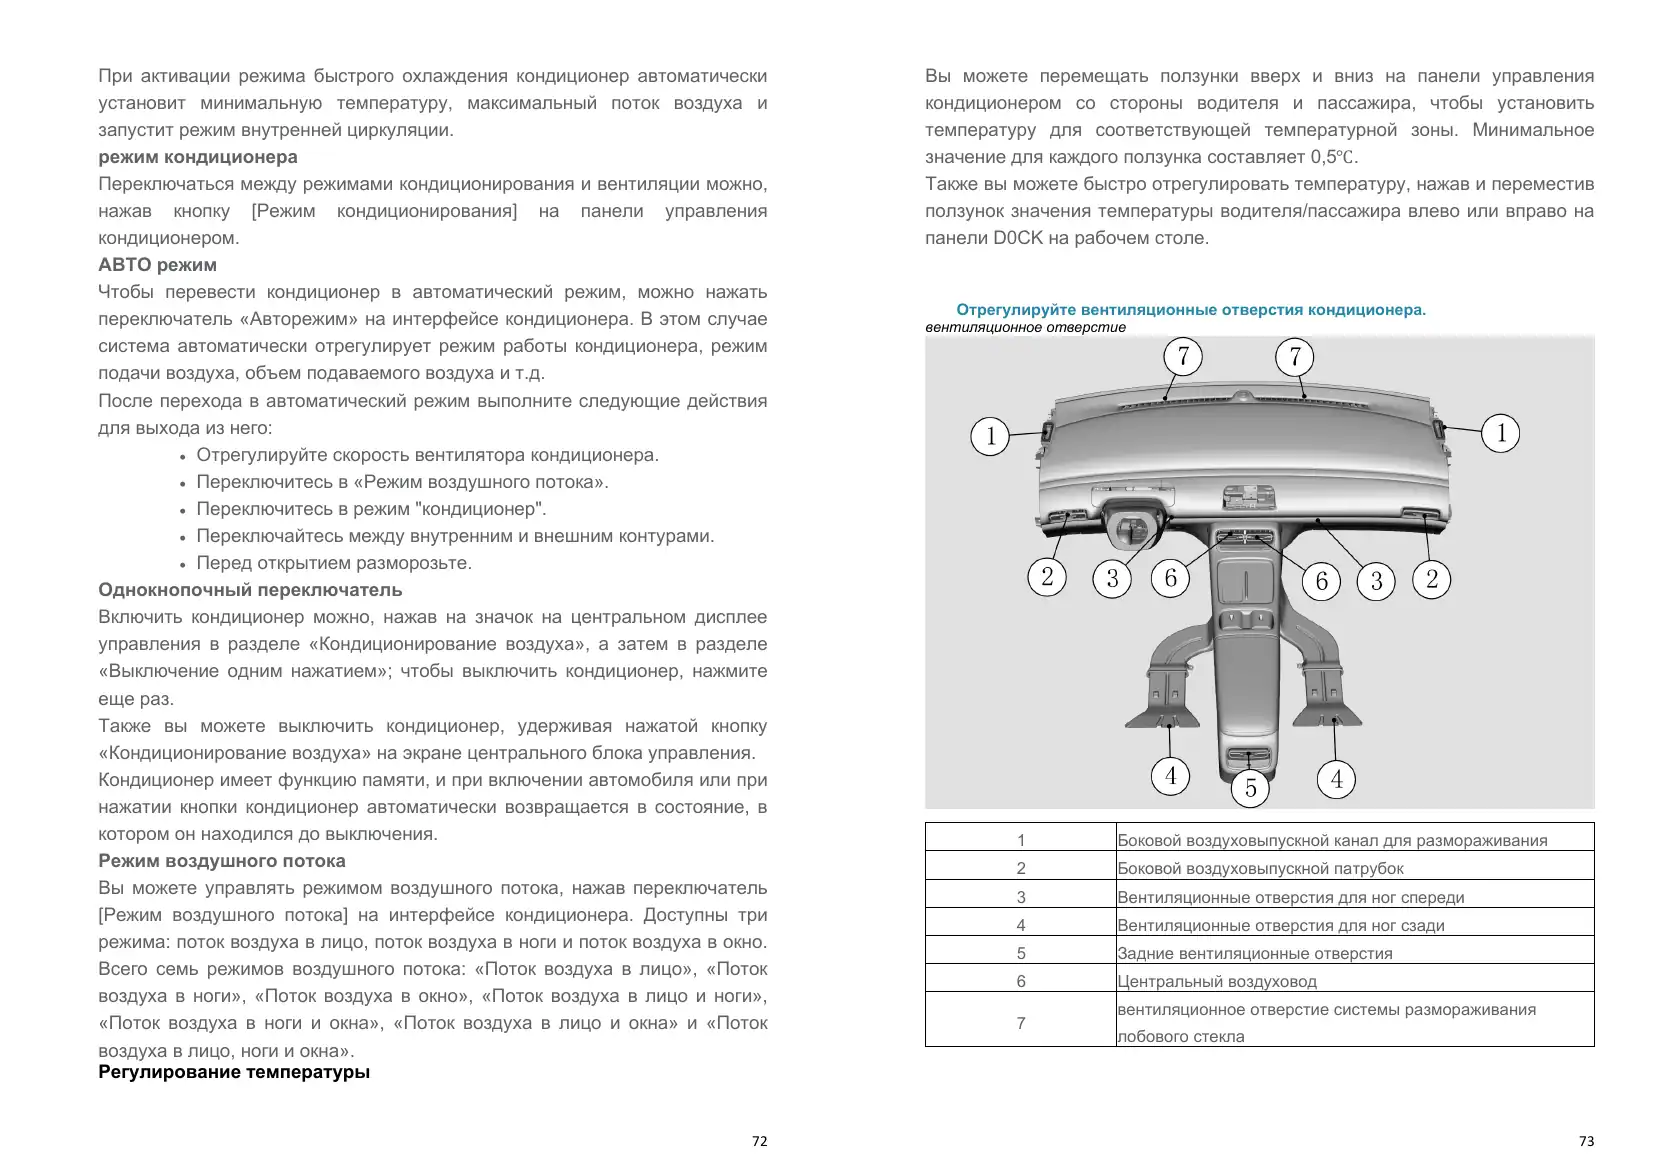 При активации режима быстрого охлаждения кондиционер автоматически
установит минимальную температуру, максимальный поток воздуха и
запустит режим внутренней циркуляции.
режим кондиционера
Переключаться между режимами кондиционирования и вентиляции можно,
нажав кнопку [Режим кондиционирования] на панели управления
кондиционером.
АВТО режим
Чтобы перевести кондиционер в автоматический режим, можно нажать
переключатель «Авторежим» на интерфейсе кондиционера. В этом случае
система автоматически отрегулирует режим работы кондиционера, режим
подачи воздуха, объем подаваемого воздуха и т.д.
После перехода в автоматический режим выполните следующие действия
для выхода из него:
• Отрегулируйте скорость вентилятора кондиционера.
• Переключитесь в «Режим воздушного потока».
• Переключитесь в режим "кондиционер".
• Переключайтесь между внутренним и внешним контурами.
• Перед открытием разморозьте.
Однокнопочный переключатель
Включить кондиционер можно, нажав на значок на центральном дисплее
управления в разделе «Кондиционирование воздуха», а затем в разделе
«Выключение одним нажатием»; чтобы выключить кондиционер, нажмите
еще раз.
Также вы можете выключить кондиционер, удерживая нажатой кнопку
«Кондиционирование воздуха» на экране центрального блока управления.
Кондиционер имеет функцию памяти, и при включении автомобиля или при
нажатии кнопки кондиционер автоматически возвращается в состояние, в
котором он находился до выключения.
Режим воздушного потока
Вы можете управлять режимом воздушного потока, нажав переключатель
[Режим воздушного потока] на интерфейсе кондиционера. Доступны три
режима: поток воздуха в лицо, поток воздуха в ноги и поток воздуха в окно.
Всего семь режимов воздушного потока: «Поток воздуха в лицо», «Поток
воздуха в ноги», «Поток воздуха в окно», «Поток воздуха в лицо и ноги»,
«Поток воздуха в ноги и окна», «Поток воздуха в лицо и окна» и «Поток
воздуха в лицо, ноги и окна».
Регулирование температуры
72
Вы можете перемещать ползунки вверх и вниз на панели управления
кондиционером со стороны водителя и пассажира, чтобы установить
температуру для соответствующей температурной зоны. Минимальное
значение для каждого ползунка составляет 0,5℃.
Также вы можете быстро отрегулировать температуру, нажав и переместив
ползунок значения температуры водителя/пассажира влево или вправо на
панели D0CK на рабочем столе.
Отрегулируйте вентиляционные отверстия кондиционера.
вентиляционное отверстие
7 7
1 1
2 3 6 6 3 2
4 5 4
1 Боковой воздуховыпускной канал для размораживания
2 Боковой воздуховыпускной патрубок
3 Вентиляционные отверстия для ног спереди
4 Вентиляционные отверстия для ног сзади
5 Задние вентиляционные отверстия
6 Центральный воздуховод
7 вентиляционное отверстие системы размораживания
лобового стекла
73